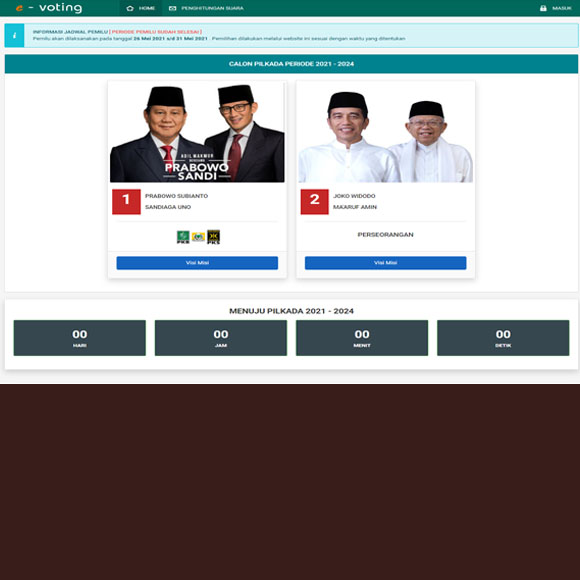 e - voting
HOME
PENGHITUNGAN SUARA
MASUK
i
INFORMASI JADWAL PEMILU [ PERIODE PEMILU SUDAH SELESAI ]
Pemilu akan dilaksanakan pada tanggal 26 Mei 2021 s/d 31 Mei 2021 . Pemilihan dilakukan melalui website ini sesuai dengan waktu yang ditentukan
CALON PILKADA PERIODE 2021 - 2024
ADIL MAKMUR
BERSAMA
PRABOWO
SANDI
1
PRABOWO SUBIANTO
SANDIAGA UNO
PKB
PKS
Visi Misi
2
JOKO WIDODO
MA'ARUF AMIN
PERSEORANGAN
Visi Misi
MENUJU PILKADA 2021 - 2024
00
HARI
00
JAM
00
MENIT
00
DETIK